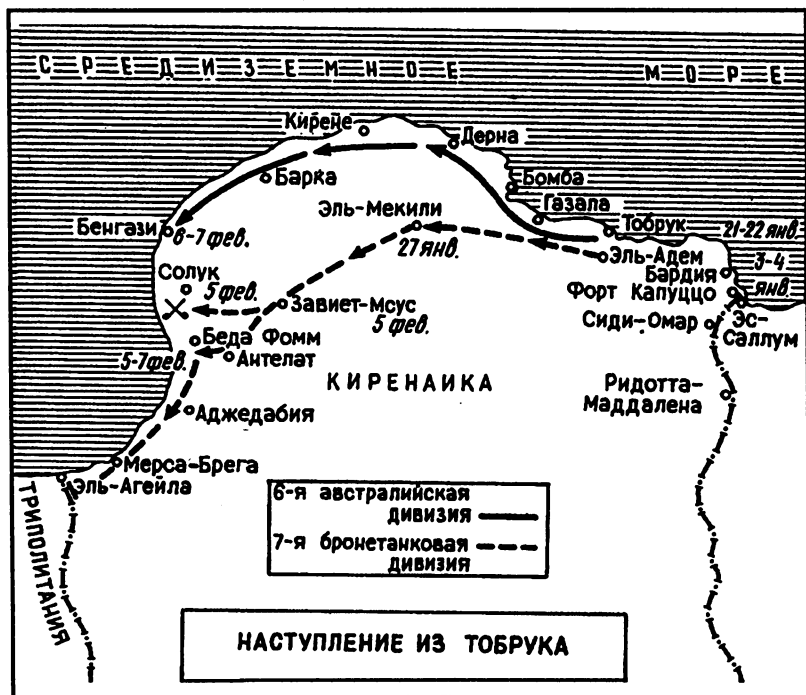 СРЕДИЗЕМНОЕ МОРЕ
Кирене
Дерна
Барка
Бомба
Газала
Эль-Мекили
27 янв.
Тобрук
21-22 янв.
Бенгази
6-7 фев.
Эль-Адем
Бардия
3-4
янв.
Солук
5 фев.
Форт Капуццо
Завиет-Мсус
5 фев.
Сиди-Омар
Эс-
Саллум
Беда Фомм
5-7 фев.
Антелат
КИРЕНАИКА
Ридотта-
Маддалена
Аджедабия
Мерса-Брега
Эль-Агейла
ТРИПОЛИТАНИЯ
6-я австралийская
дивизия
7-я бронетанковая
дивизия
НАСТУПЛЕНИЕ ИЗ ТОБРУКА